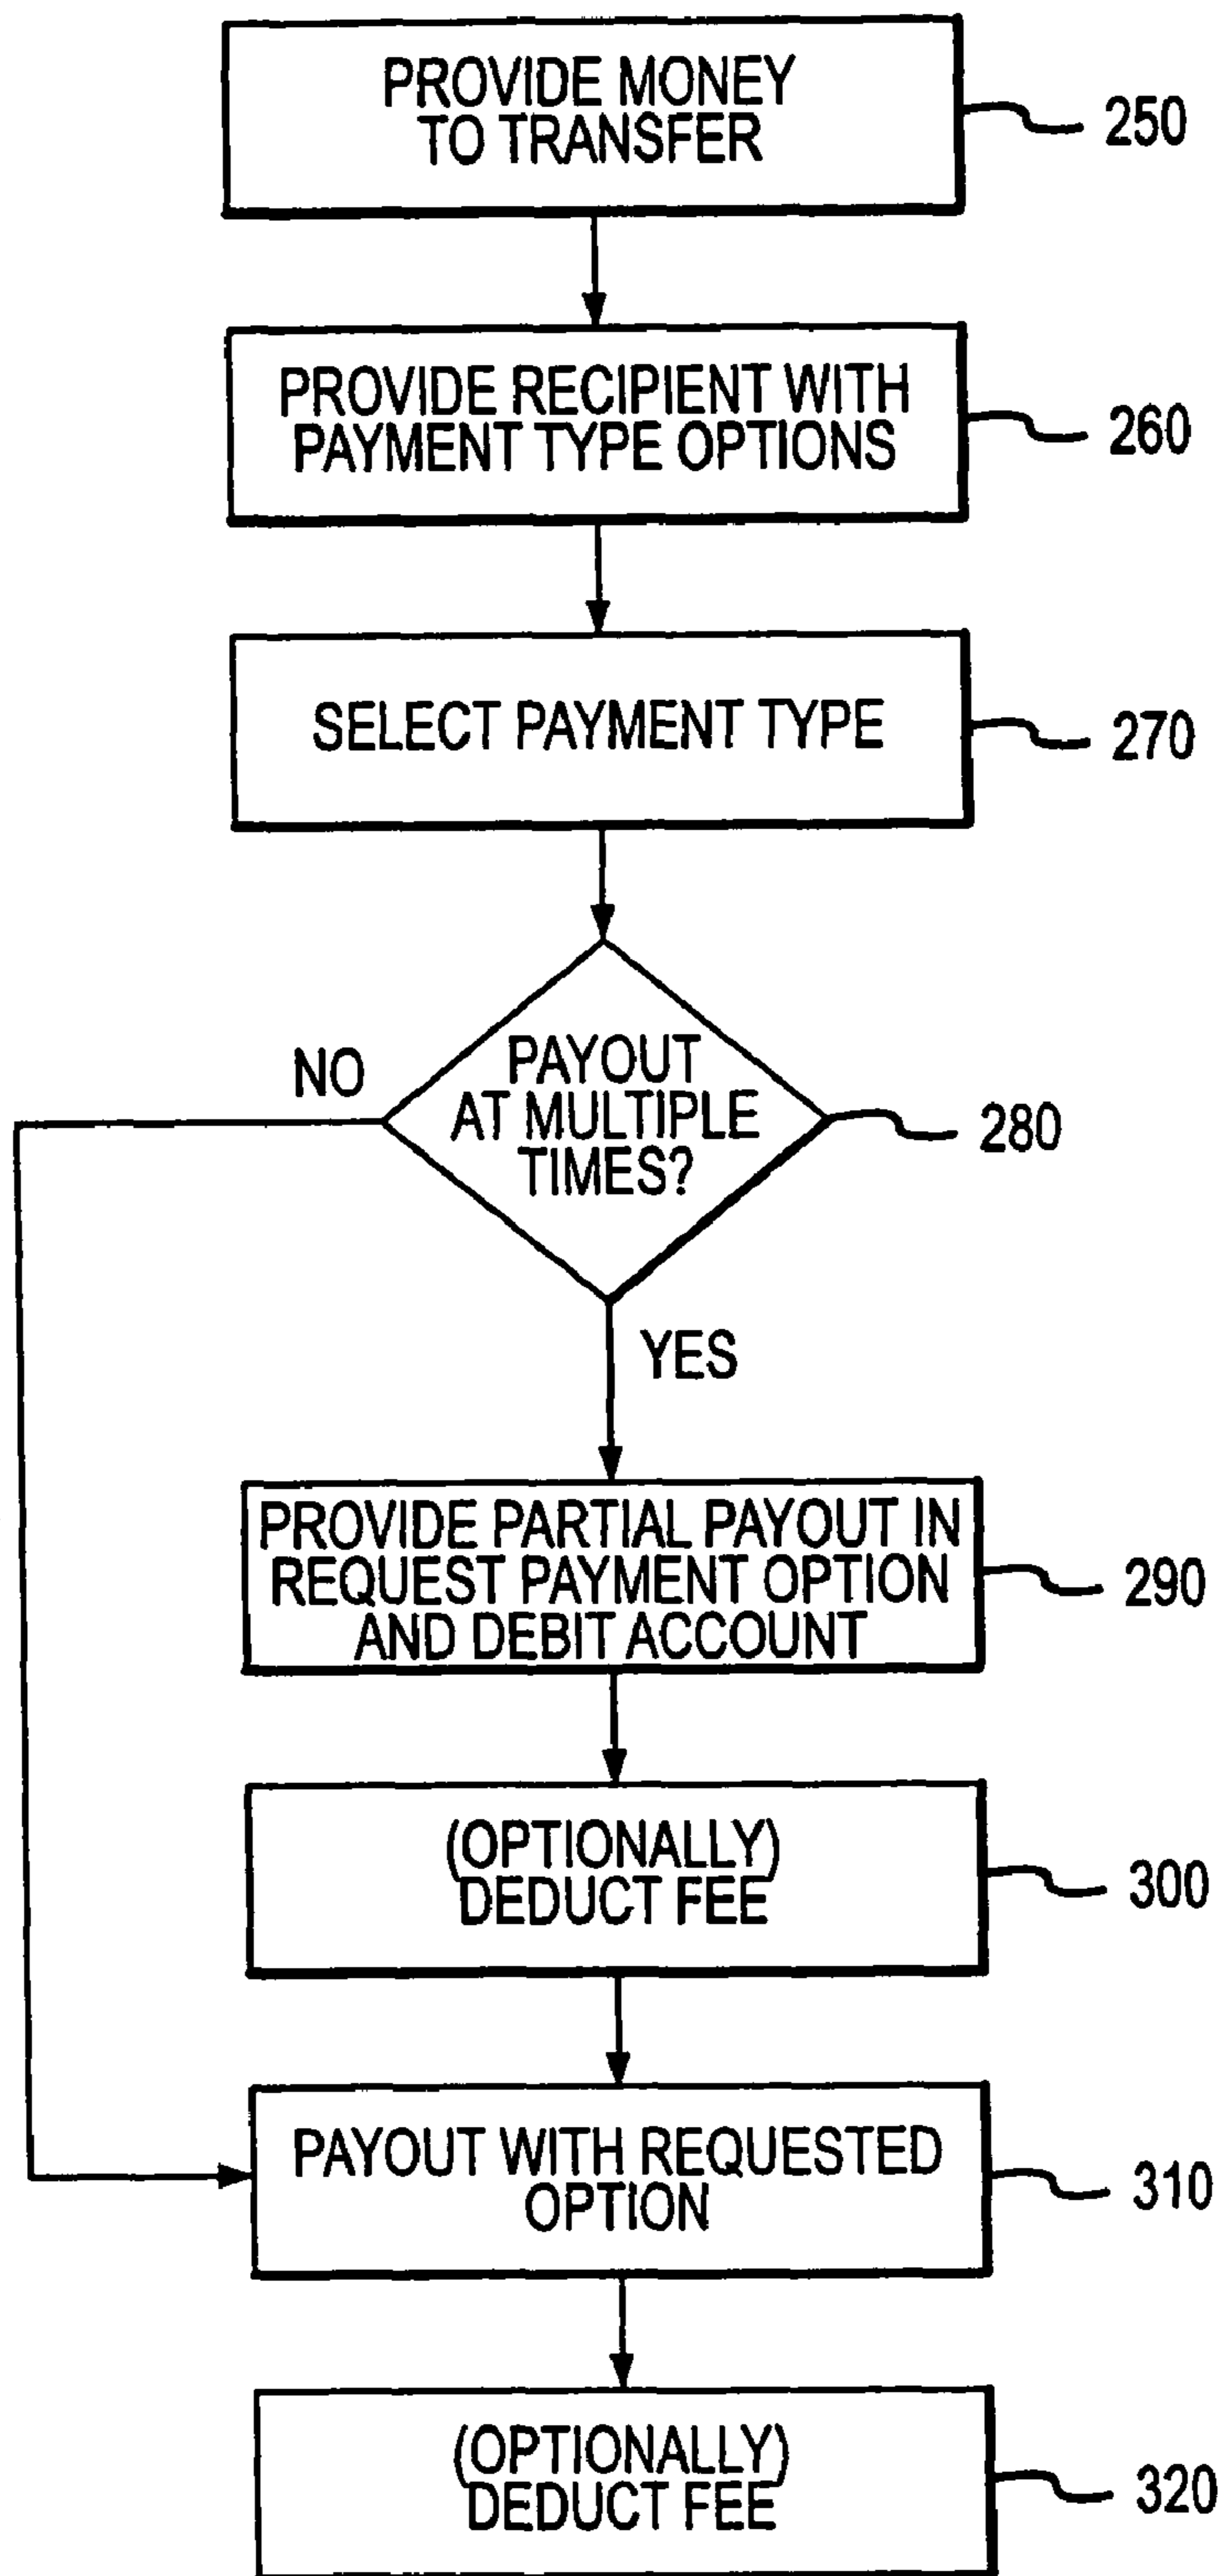 PROVIDE MONEY
TO TRANSFER
250
PROVIDE RECIPIENT WITH
PAYMENT TYPE OPTIONS
260
SELECT PAYMENT TYPE
270
PAYOUT
AT MULTIPLE
TIMES?
280
NO
YES
PROVIDE PARTIAL PAYOUT IN
REQUEST PAYMENT OPTION
AND DEBIT ACCOUNT
290
(OPTIONALLY)
DEDUCT FEE
300
PAYOUT WITH REQUESTED
OPTION
310
(OPTIONALLY)
DEDUCT FEE
320